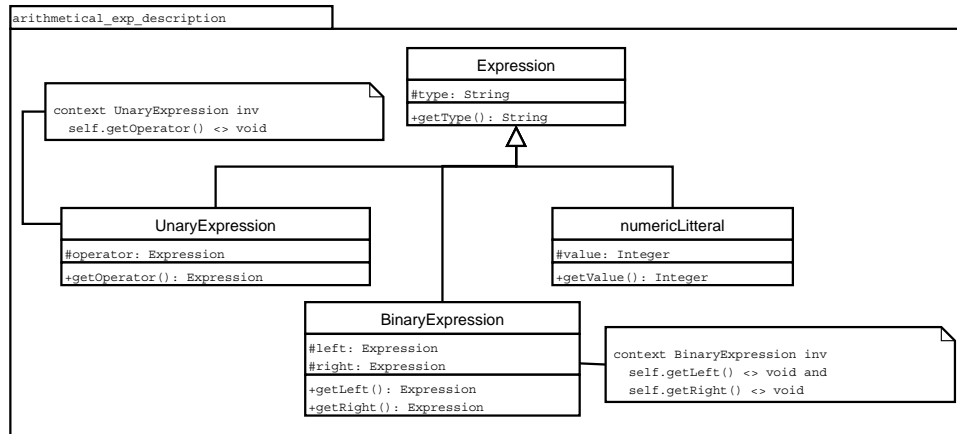 arithmetical_exp_description
Expression
#type: String
+getType(): String
context UnaryExpression inv
self.getOperator() <> void
UnaryExpression
#operator: Expression
+getOperator(): Expression
numericLitteral
#value: Integer
+getValue(): Integer
BinaryExpression
#left: Expression
#right: Expression
+getLeft(): Expression
+getRight(): Expression
context BinaryExpression inv
self.getLeft() <> void and
self.getRight() <> void